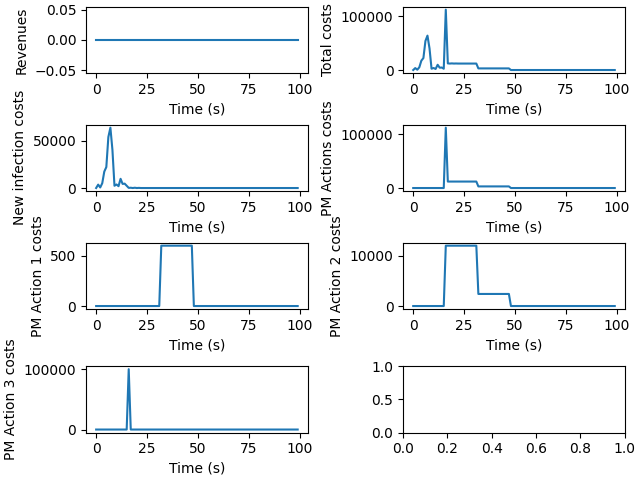 Revenues
0.05
0.00
−0.05
0 25 50 75 100
Time (s)
Total costs
100000
0
0 25 50 75 100
Time (s)
New infection costs
50000
0
0 25 50 75 100
Time (s)
PM Actions costs
100000
0
0 25 50 75 100
Time (s)
PM Action 1 costs
500
0
0 25 50 75 100
Time (s)
PM Action 2 costs
10000
0
0 25 50 75 100
Time (s)
PM Action 3 costs
100000
0
0 25 50 75 100
Time (s)
1.0
0.5
0.0
0.0 0.2 0.4 0.6 0.8 1.0